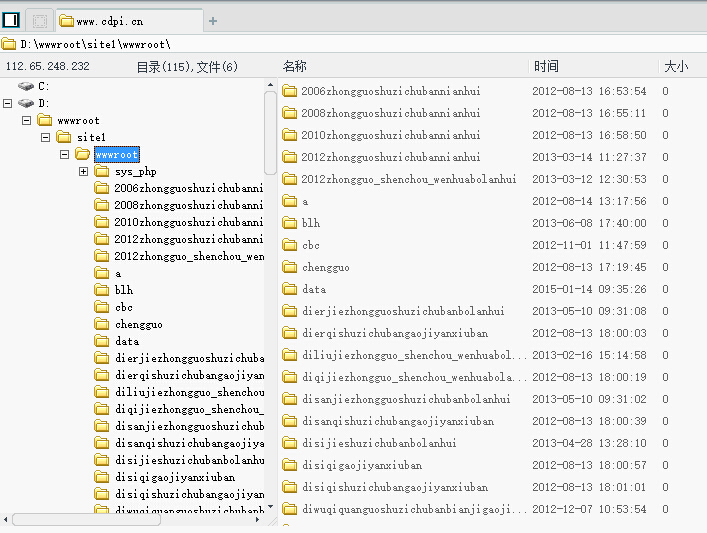 www.cdpi.cn
D:\wwwroot\site1\wwwroot\
112.65.248.232 目录(115),文件(6)
名称 时间 大小
C:
D:
wwwroot
site1
wwwroot
sys_php
2006zhongguoshuzichubanni
2008zhongguoshuzichubanni
2010zhongguoshuzichubanni
2012zhongguoshuzichubanni
2012zhongguo_shenchou_wen
a
blh
cbc
chengguo
data
dierjiezhongguoshuzichuba
dierqishuzichubangaojiyan
diliujiezhongguo_shenchou
diqijiezhongguo_shenchou_
disanjiezhongguoshuzichub
disanqishuzichubangaojiya
disijieshuzichubanbolanhu
disiqigaojiyanxiuban
disiqishuzichubangaojiyan
diwuqiquanguoshuzichubanb
2006zhongguoshuzichubannianhui 2012-08-13 16:53:54 0
2008zhongguoshuzichubannianhui 2012-08-13 16:55:11 0
2010zhongguoshuzichubannianhui 2012-08-13 16:58:50 0
2012zhongguoshuzichubannianhui 2013-03-14 11:27:37 0
2012zhongguo_shenchou_wenhuabolanhui 2013-03-12 12:30:53 0
a 2012-08-14 13:17:56 0
blh 2013-06-08 17:40:00 0
cbc 2012-11-01 11:47:59 0
chengguo 2012-08-13 17:19:45 0
data 2015-01-14 09:35:26 0
dierjiezhongguoshuzichubanbolanhui 2013-05-10 09:31:08 0
dierqishuzichubangaojiyanxiuban 2012-08-13 18:00:03 0
diliujiezhongguo_shenchou_wenhuabol... 2013-02-16 15:14:58 0
diqijiezhongguo_shenchou_wenhuabola... 2012-08-13 18:00:19 0
disanjiezhongguoshuzichubanbolanhui 2013-05-10 09:31:02 0
disanqishuzichubangaojiyanxiuban 2012-08-13 18:00:39 0
disijieshuzichubanbolanhui 2013-04-28 13:28:10 0
disiqigaojiyanxiuban 2012-08-13 18:00:57 0
disiqishuzichubangaojiyanxiuban 2012-08-13 18:01:01 0
diwuqiquanguoshuzichubanbianjigaoji... 2012-12-07 10:53:54 0